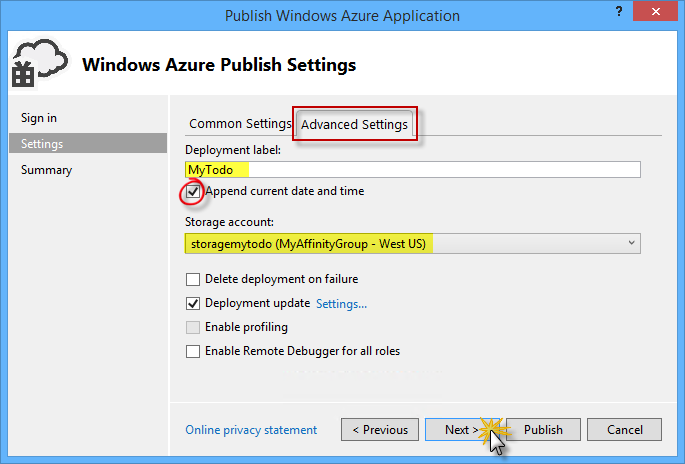 Publish Windows Azure Application
?
Windows Azure Publish Settings
Sign in
Settings
Summary
Common Settings
Advanced Settings
Deployment label:
MyTodo
Append current date and time
Storage account:
storagemytodo (MyAffinityGroup - West US)
Delete deployment on failure
Deployment update Settings...
Enable profiling
Enable Remote Debugger for all roles
Online privacy statement
< Previous
Next >
Publish
Cancel